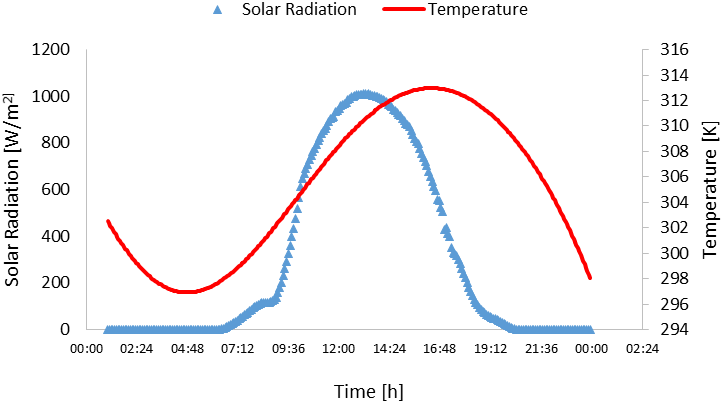 Solar Radiation Temperature
1200 316
1000 314
800 312
600 310
400 308
200 306
0 304
302
300
298
296
294
Solar Radiation [W/m²]
Temperature [K]
00:00 02:24 04:48 07:12 09:36 12:00 14:24 16:48 19:12 21:36 00:00 02:24
Time [h]